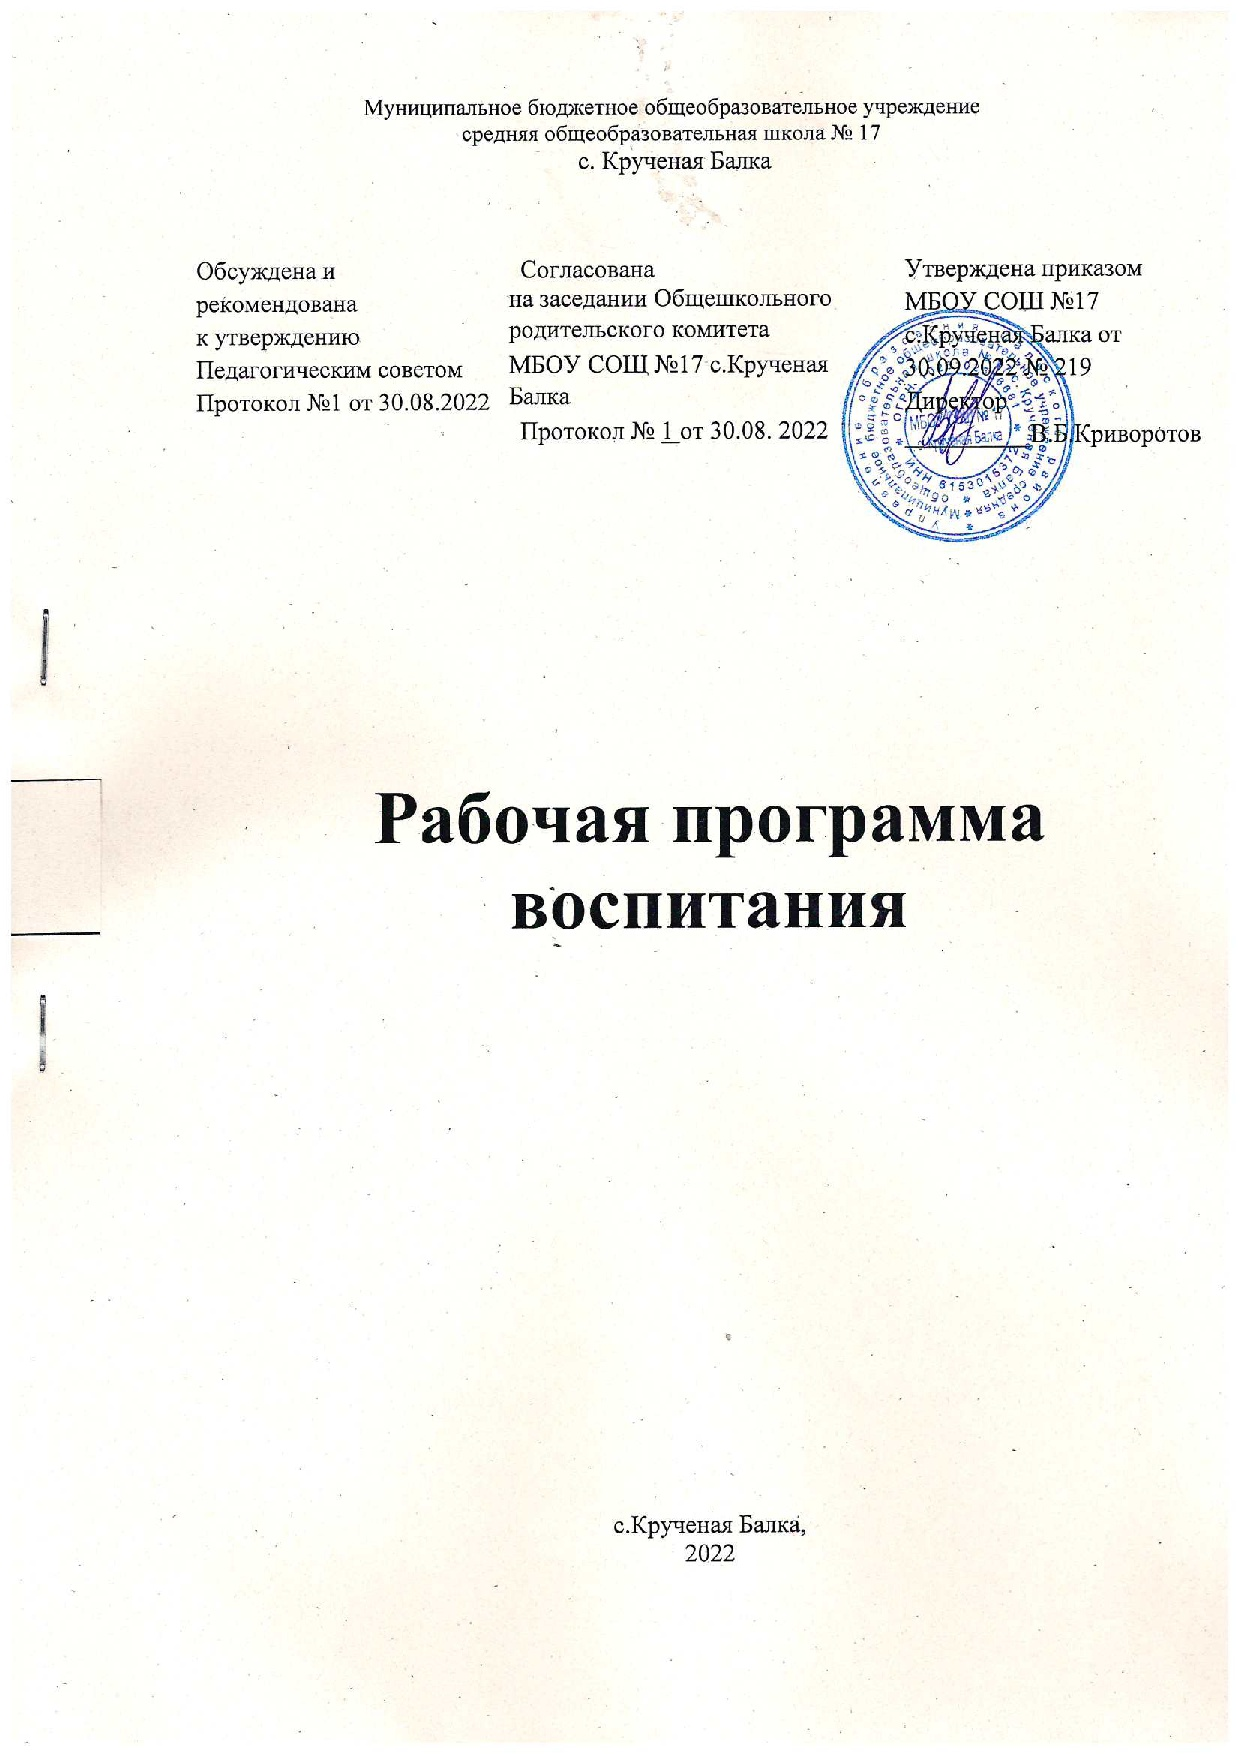 Муниципальное бюджетное общеобразовательное учреждение
средняя общеобразовательная школа № 17
с. Крученая Балка
Обсуждена и
рекомендована
к утверждению
Педагогическим советом
Протокол №1 от 30.08.2022
Согласована
на заседании Общешкольного
родительского комитета
МБОУ СОЩ №17 с.Крученая
Балка
Протокол № 1 от 30.08. 2022
Утверждена приказом
МБОУ СОШ №17
с.Крученая Балка от
30.09.2022 № 219
Директор
В.Б.Криворотов
Рабочая программа
воспитания
с.Крученая Балка,
2022